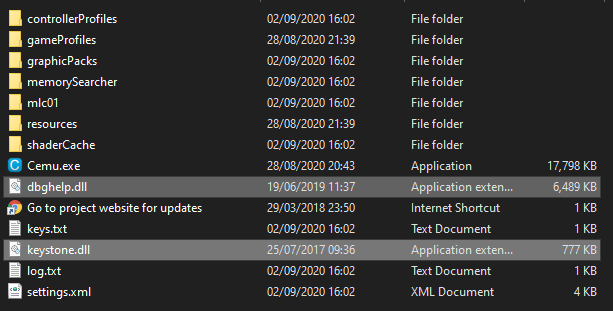 controllerProfiles 02/09/2020 16:02 File folder
gameProfiles 28/08/2020 21:39 File folder
graphicPacks 02/09/2020 16:02 File folder
memorySearcher 02/09/2020 16:02 File folder
mlc01 02/09/2020 16:02 File folder
resources 28/08/2020 21:39 File folder
shaderCache 02/09/2020 16:02 File folder
Cemu.exe 28/08/2020 20:43 Application 17,798 KB
dbghelp.dll 19/06/2019 11:37 Application exten... 6,489 KB
Go to project website for updates 29/03/2018 23:50 Internet Shortcut 1 KB
keys.txt 02/09/2020 16:02 Text Document 1 KB
keystone.dll 25/07/2017 09:36 Application exten... 777 KB
log.txt 02/09/2020 16:02 Text Document 1 KB
settings.xml 02/09/2020 16:02 XML Document 4 KB